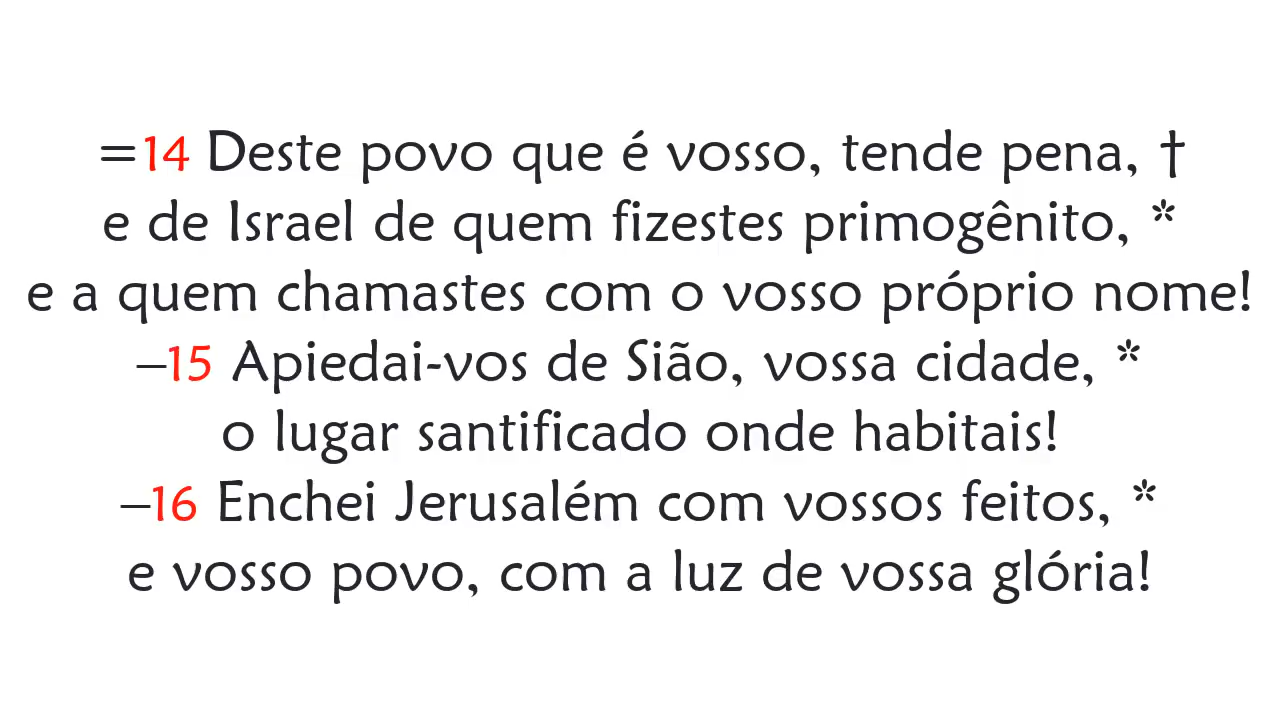 =14 Deste povo que é vosso, tende pena, †
e de Israel de quem fizestes primogênito, *
e a quem chamastes com o vosso próprio nome!
–15 Apiedai-vos de Sião, vossa cidade, *
o lugar santificado onde habitais!
–16 Enchei Jerusalém com vossos feitos, *
e vosso povo, com a luz de vossa glória!